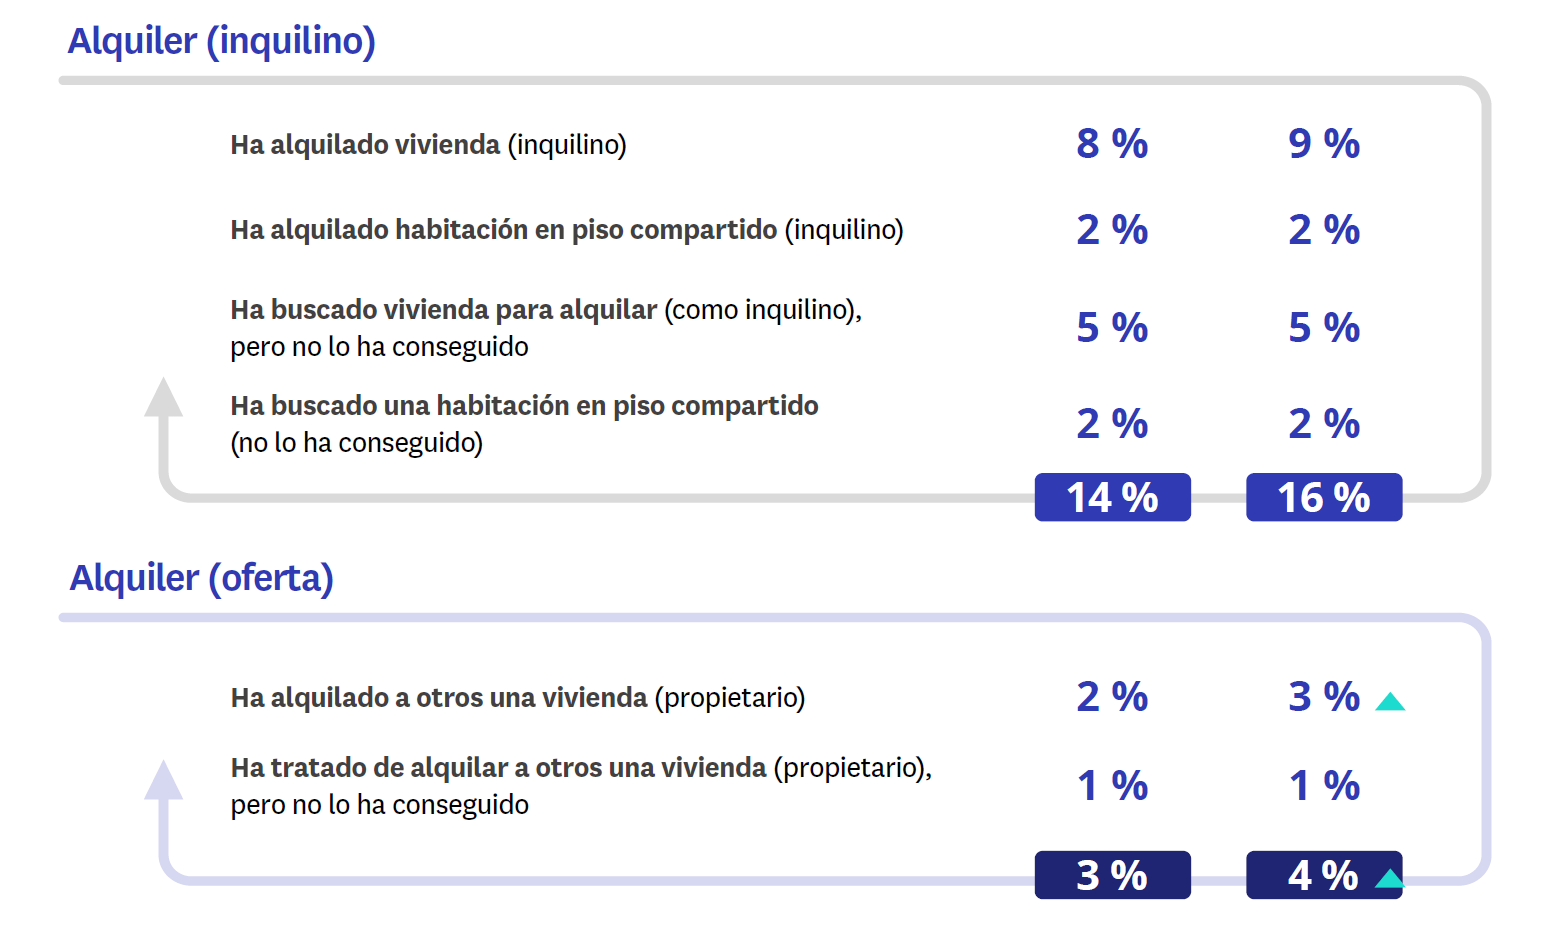 Alquiler (inquilino)
Ha alquilado vivienda (inquilino) 8 % 9 %
Ha alquilado habitación en piso compartido (inquilino) 2 % 2 %
Ha buscado vivienda para alquilar (como inquilino),
pero no lo ha conseguido 5 % 5 %
Ha buscado una habitación en piso compartido
(no lo ha conseguido) 2 % 2 %
14 % 16 %
Alquiler (oferta)
Ha alquilado a otros una vivienda (propietario) 2 % 3 %
Ha tratado de alquilar a otros una vivienda (propietario),
pero no lo ha conseguido 1 % 1 %
3 % 4 %